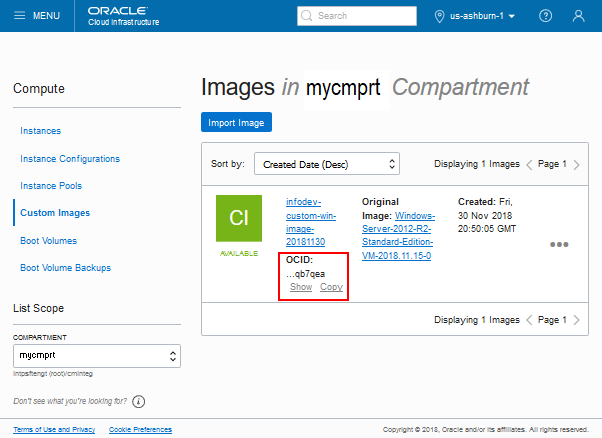 MENU
ORACLE
Cloud Infrastructure
Search
us-ashburn-1
Compute
Instances
Instance Configurations
Instance Pools
Custom Images
Boot Volumes
Boot Volume Backups
List Scope
COMPARTMENT
mycmprt
intpsftengt (root)/cminteg
Don't see what you're looking for?
Images in mycmprt Compartment
Import Image
Sort by: Created Date (Desc)
Displaying 1 Images
Page 1
CI
AVAILABLE
infodev-
custom-win-
image-
20181130
OCID:
...qb7qea
Show Copy
Original
Image: Windows-
Server-2012-R2-
Standard-Edition-
VM-2018.11.15-0
Created: Fri,
30 Nov 2018
20:50:05 GMT
Displaying 1 Images
Page 1
Terms of Use and Privacy
Cookie Preferences
Copyright © 2018, Oracle and/or its affiliates. All rights reserved.